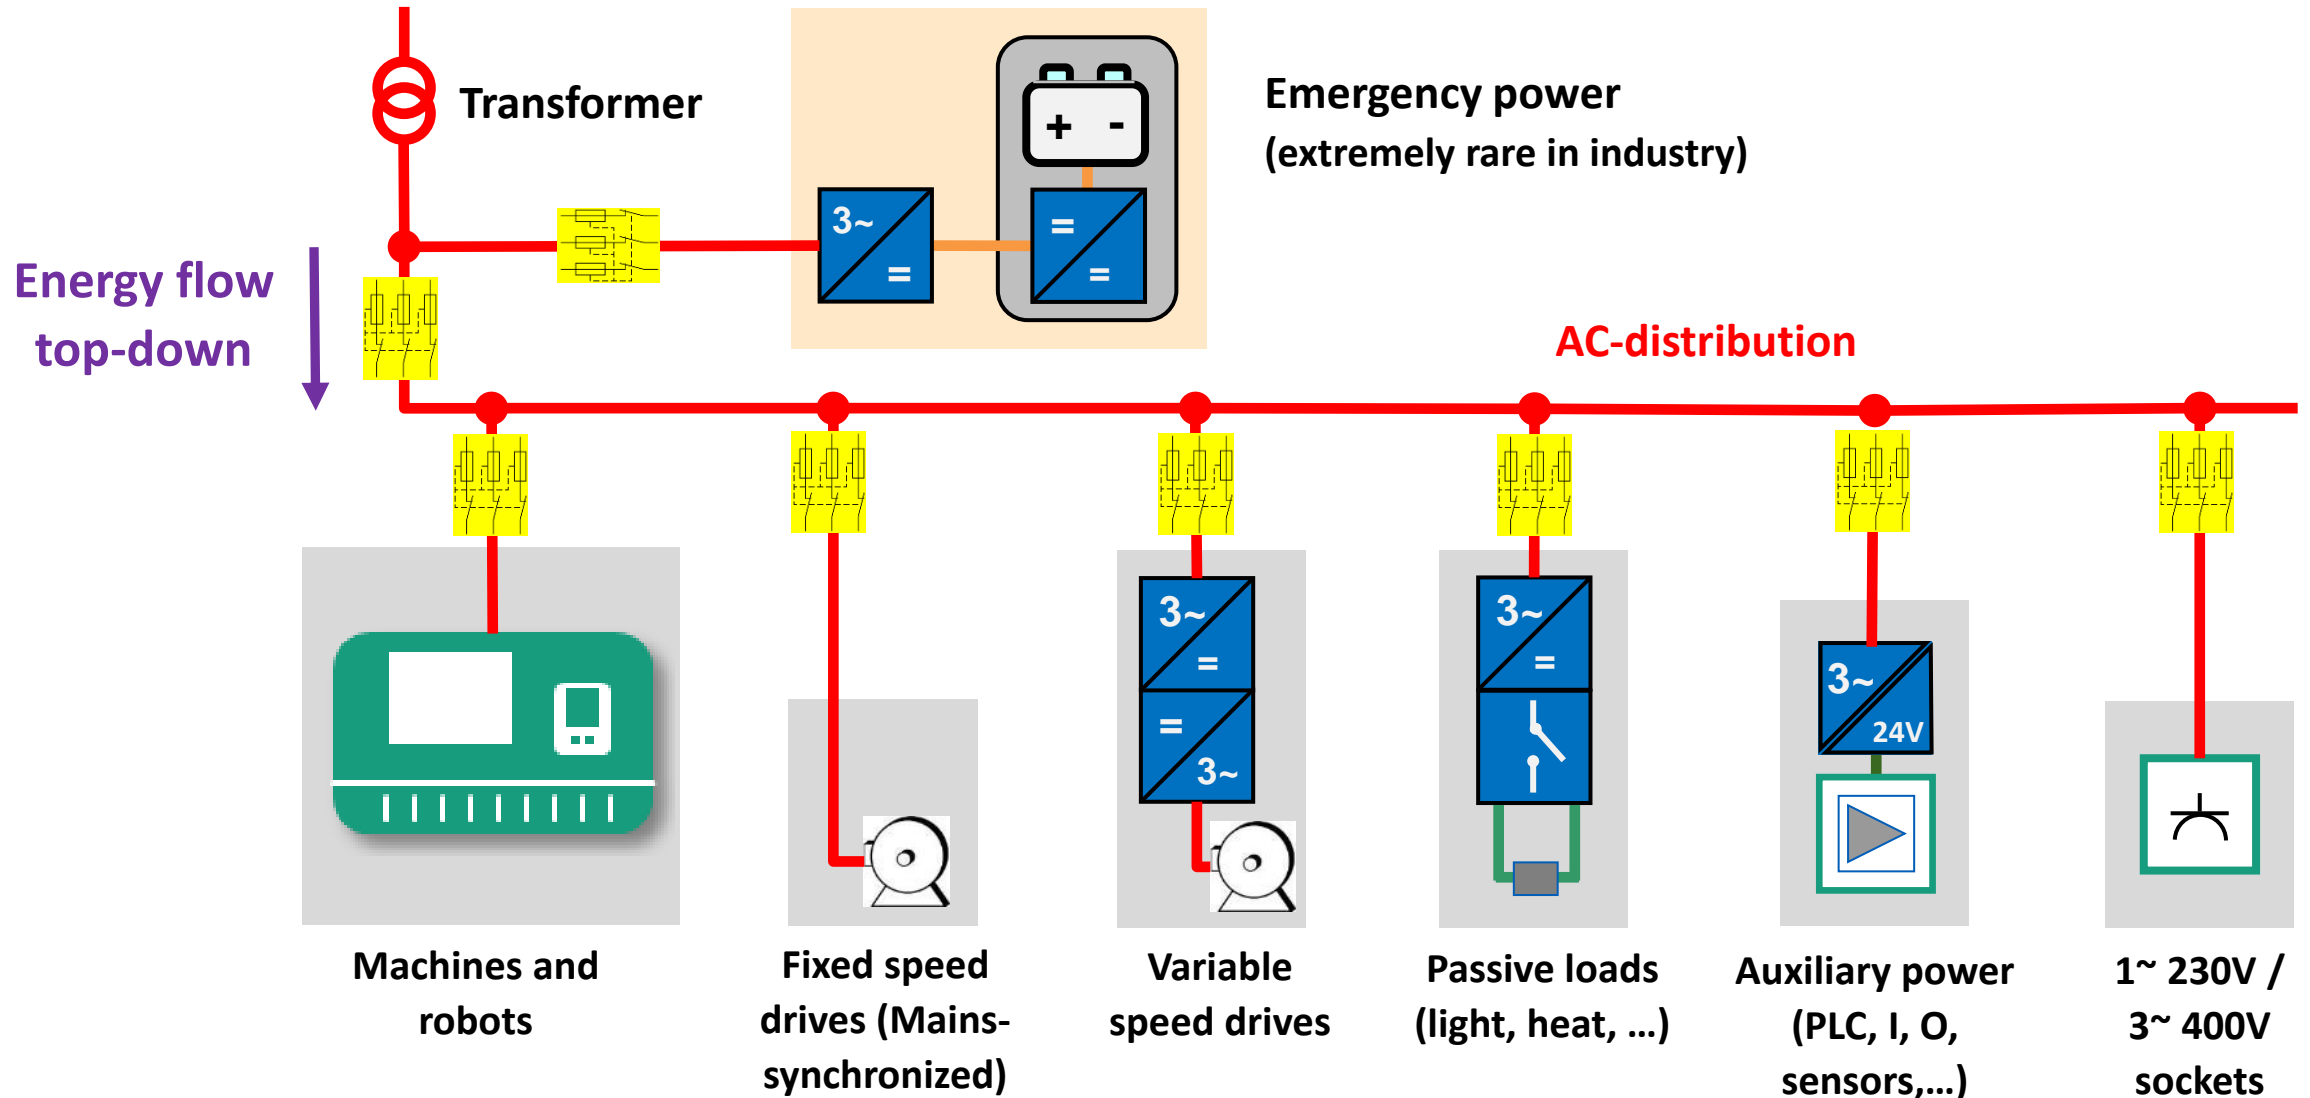 Transformer
Emergency power
(extremely rare in industry)
+ -
3~
=
=
=
Energy flow
top-down
AC-distribution
3~
=
=
3~
3~
=
3~
24V
Machines and
robots
Fixed speed
drives (Mains-
synchronized)
Variable
speed drives
Passive loads
(light, heat, ...)
Auxiliary power
(PLC, I, O,
sensors,...)
1~ 230V /
3~ 400V
sockets